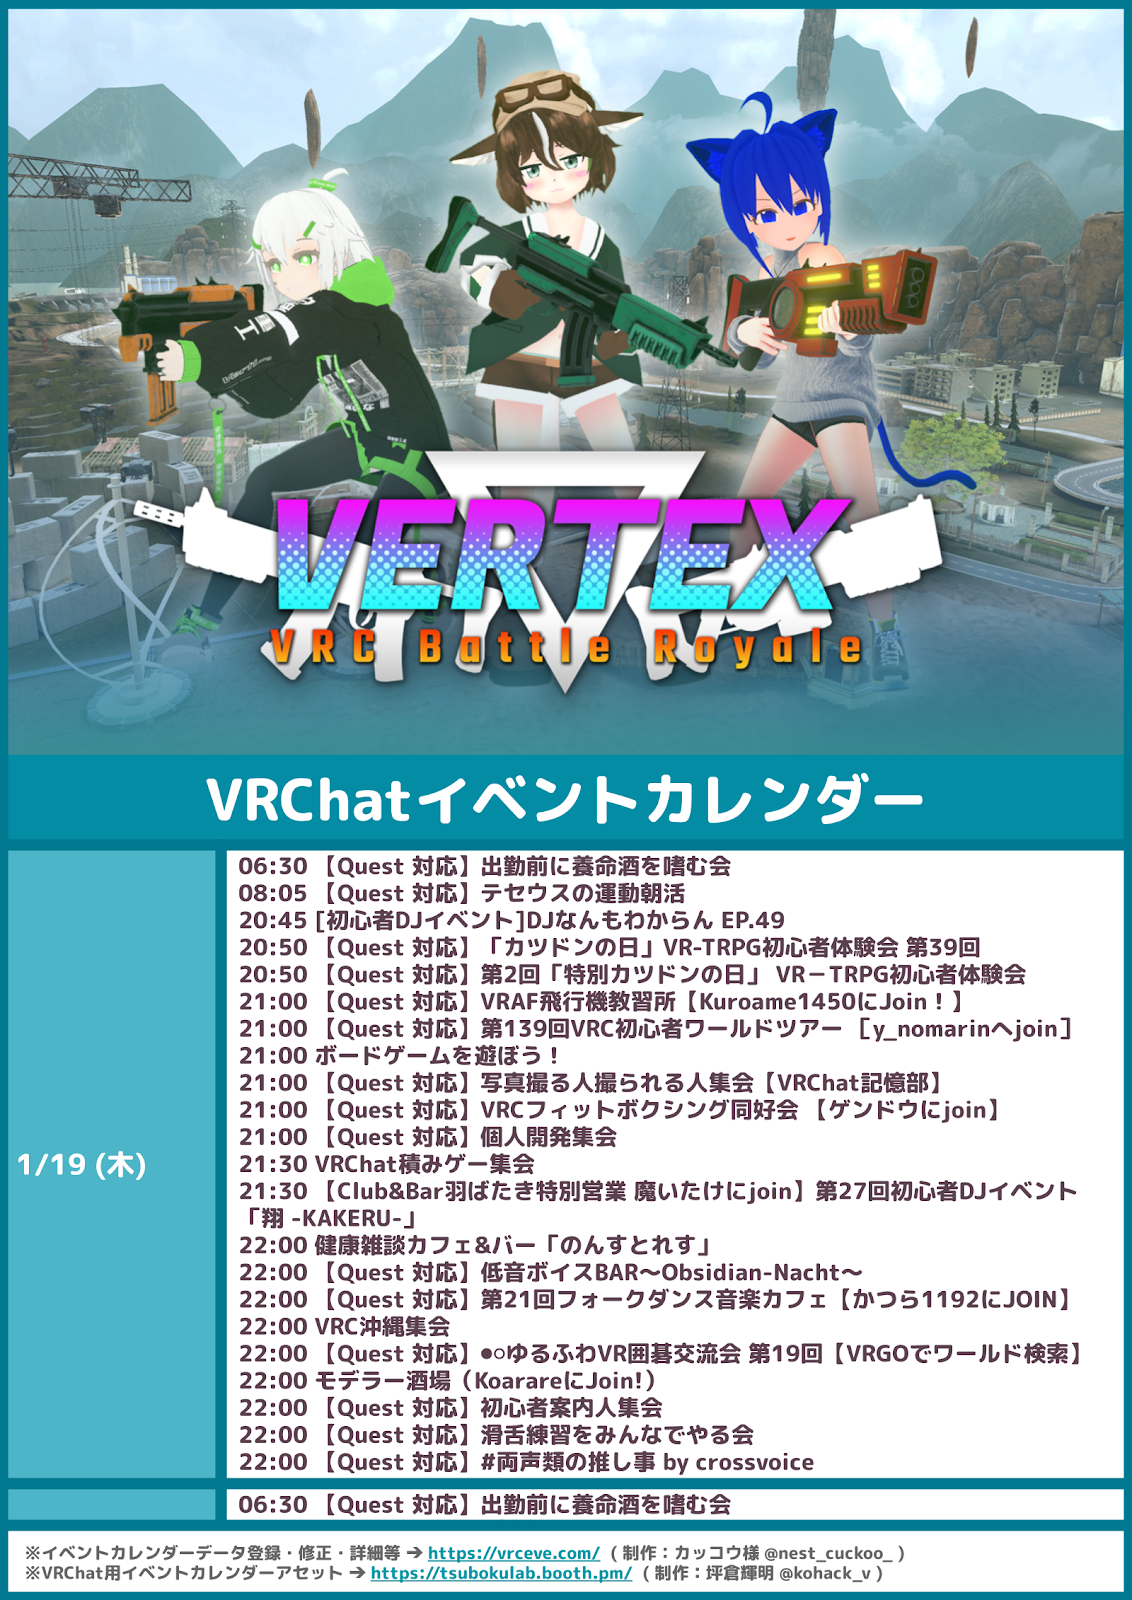 VERTEX
VRC Battle Royale
VRChatイベントカレンダー
1/19 (木)
06:30 【Quest 対応】出勤前に養命酒を嗜む会
08:05 【Quest 対応】テセウスの運動朝活
20:45 [初心者DJイベント]DJなんもわからん EP.49
20:50 【Quest 対応】「カツドンの日」VR-TRPG初心者体験会 第39回
20:50 【Quest 対応】第2回「特別カツドンの日」 VR－TRPG初心者体験会
21:00 【Quest 対応】VRAF飛行機教習所【Kuroame1450にJoin！】
21:00 【Quest 対応】第139回VRC初心者ワールドツアー ［y_nomarinへjoin］
21:00 ボードゲームを遊ぼう！
21:00 【Quest 対応】写真撮る人撮られる人集会【VRChat記憶部】
21:00 【Quest 対応】VRCフィットボクシング同好会 【ゲンドウにjoin】
21:00 【Quest 対応】個人開発集会
21:30 VRChat積みゲー集会
21:30 【Club&Bar羽ばたき特別営業 魔いたけにjoin】第27回初心者DJイベント
「翔 -KAKERU-」
22:00 健康雑談カフェ&バー「のんすとれす」
22:00 【Quest 対応】低音ボイスBAR～Obsidian-Nacht～
22:00 【Quest 対応】第21回フォークダンス音楽カフェ【かつら1192にJOIN】
22:00 VRC沖縄集会
22:00 【Quest 対応】●○ゆるふわVR囲碁交流会 第19回【VRGOでワールド検索】
22:00 モデラー酒場（KoarareにJoin!）
22:00 【Quest 対応】初心者案内人集会
22:00 【Quest 対応】滑舌練習をみんなでやる会
22:00 【Quest 対応】#両声類の推し事 by crossvoice
06:30 【Quest 対応】出勤前に養命酒を嗜む会
※イベントカレンダーデータ登録・修正・詳細等 ➔ https://vrceve.com/ （制作：カッコウ様 @nest_cuckoo_ ）
※VRChat用イベントカレンダーアセット ➔ https://tsubokulab.booth.pm/ （制作：坪倉輝明 @kohack_v ）